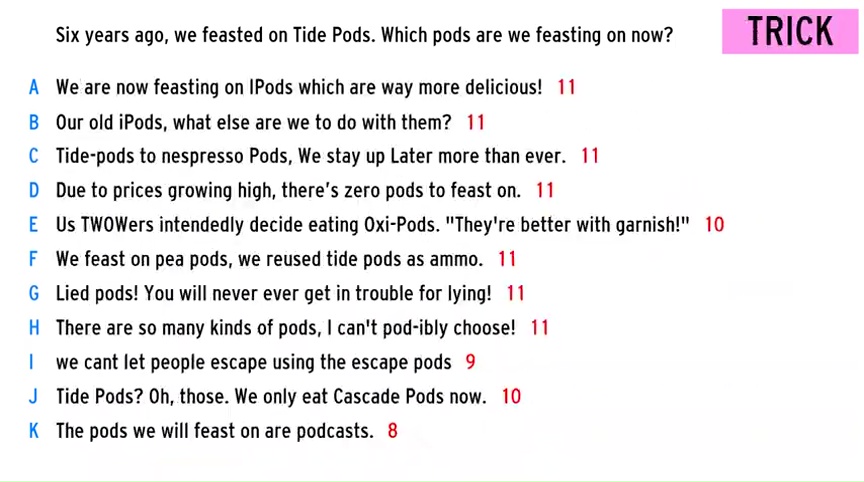 Six years ago, we feasted on Tide Pods. Which pods are we feasting on now?
TRICK
A We are now feasting on IPods which are way more delicious! 11
B Our old iPods, what else are we to do with them? 11
C Tide-pods to nespresso Pods, We stay up Later more than ever. 11
D Due to prices growing high, there's zero pods to feast on. 11
E Us TWOWers intendedly decide eating Oxi-Pods. "They're better with garnish!" 10
F We feast on pea pods, we reused tide pods as ammo. 11
G Lied pods! You will never ever get in trouble for lying! 11
H There are so many kinds of pods, I can't pod-ibly choose! 11
I we cant let people escape using the escape pods 9
J Tide Pods? Oh, those. We only eat Cascade Pods now. 10
K The pods we will feast on are podcasts. 8